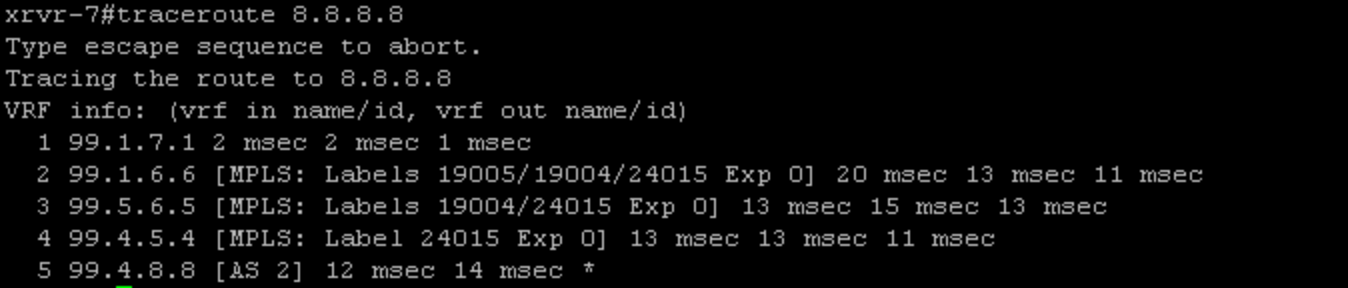 xrvr-7#traceroute 8.8.8.8
Type escape sequence to abort.
Tracing the route to 8.8.8.8
VRF info: (vrf in name/id, vrf out name/id)
1 99.1.7.1 2 msec 2 msec 1 msec
2 99.1.6.6 [MPLS: Labels 19005/19004/24015 Exp 0] 20 msec 13 msec 11 msec
3 99.5.6.5 [MPLS: Labels 19004/24015 Exp 0] 13 msec 15 msec 13 msec
4 99.4.5.4 [MPLS: Label 24015 Exp 0] 13 msec 13 msec 11 msec
5 99.4.8.8 [AS 2] 12 msec 14 msec *